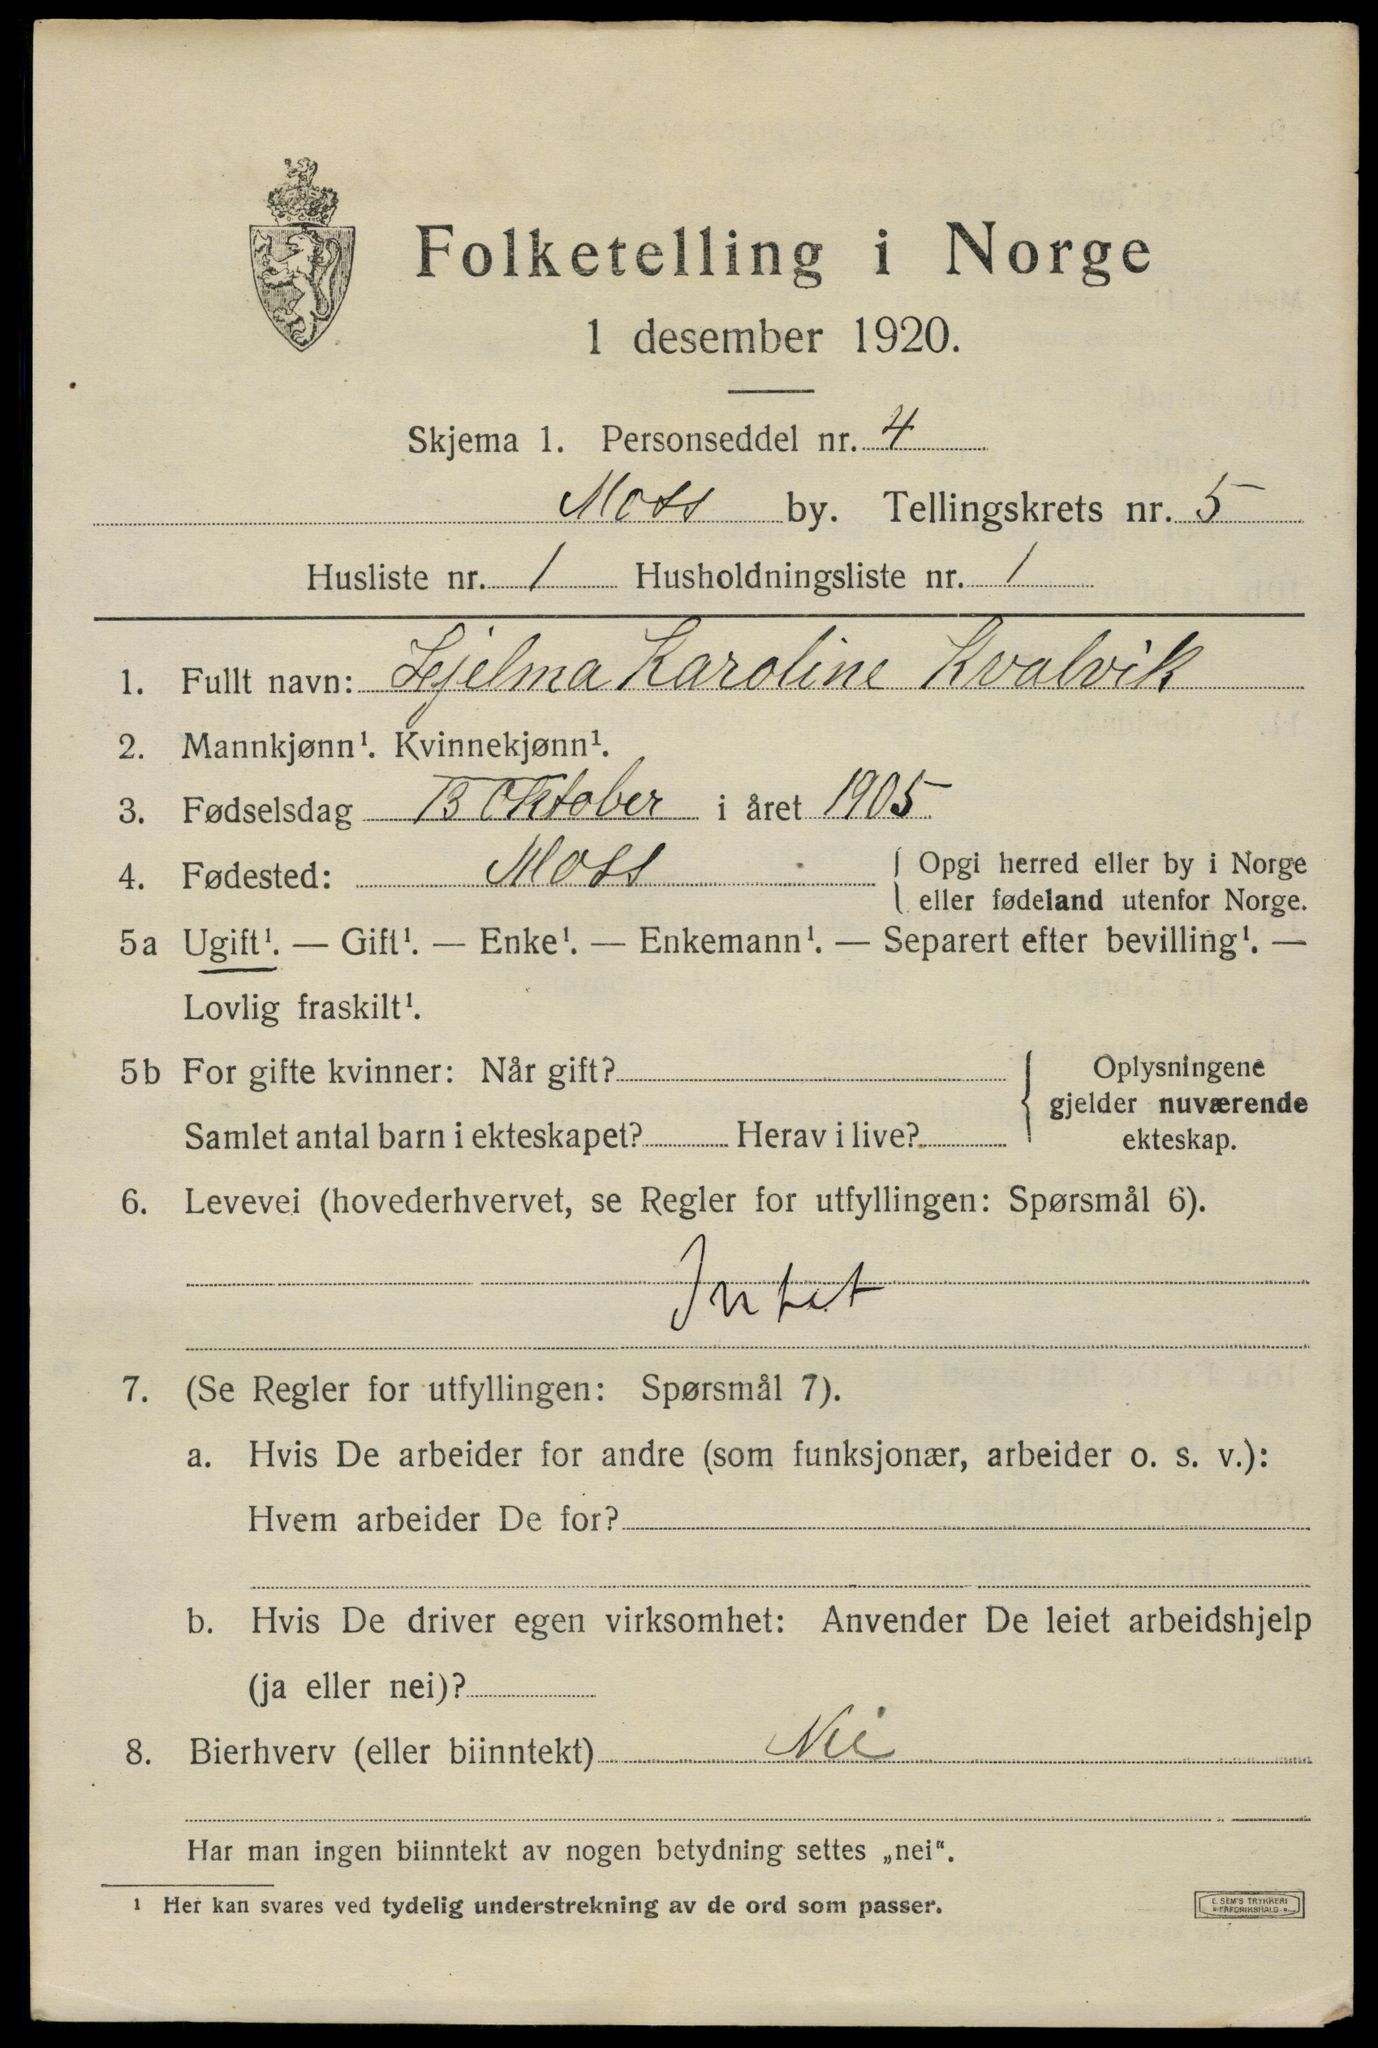 Folketelling i Norge
1 desember 1920.
Skjema 1. Personseddel nr. 4
Moss by. Tellingskrets nr. 5
Husliste nr. 1 Husholdningsliste nr. 1
1. Fullt navn: Hjelma Karoline Kvalvik
2. Mannkjønn¹. Kvinnekjønn¹.
3. Fødselsdag 13 Oktober i året 1905
4. Fødested: Moss { Opgi herred eller by i Norge
eller fødeland utenfor Norge.
5a Ugift¹. — Gift¹. — Enke¹. — Enkemann¹. — Separert efter bevilling¹. —
Lovlig fraskilt¹.
5b For gifte kvinner: Når gift?
Samlet antal barn i ekteskapet? Herav i live?
{ Oplysningene
gjelder nuværende
ekteskap.
6. Levevei (hovederhvervet, se Regler for utfyllingen: Spørsmål 6).
Intet
7. (Se Regler for utfyllingen: Spørsmål 7).
a. Hvis De arbeider for andre (som funksjonær, arbeider o. s. v.):
Hvem arbeider De for?
b. Hvis De driver egen virksomhet: Anvender De leiet arbeidshjelp
(ja eller nei)?
8. Bierhverv (eller biinntekt) Nei
Har man ingen biinntekt av nogen betydning settes „nei“.
¹ Her kan svares ved tydelig understrekning av de ord som passer.
E. SEM'S TRYKKERI
FREDRIKSHALD